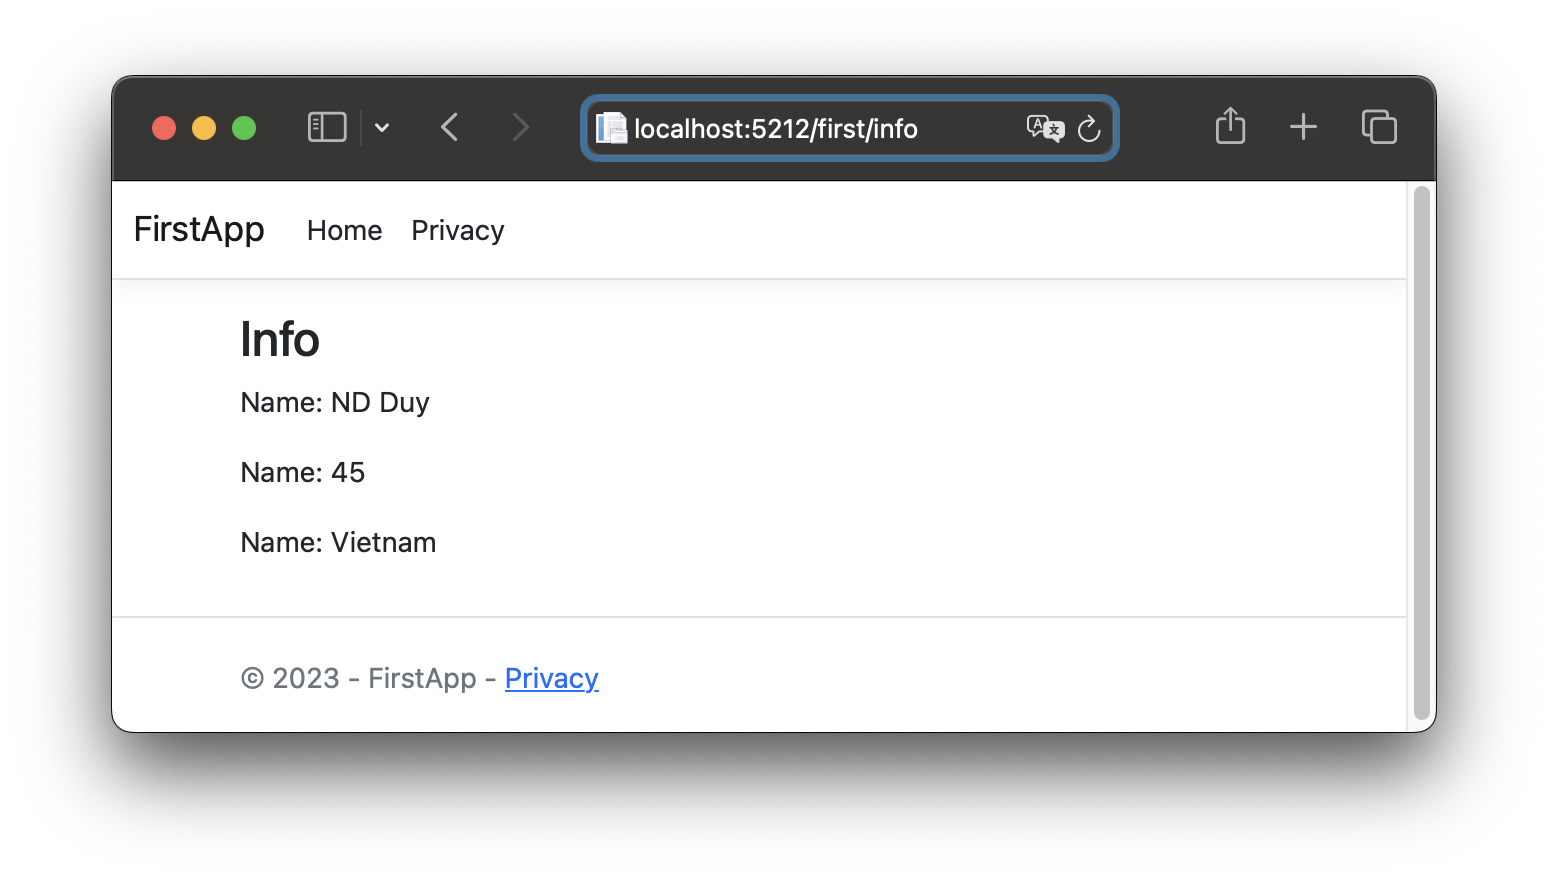 localhost:5212/first/info
FirstApp Home Privacy
Info
Name: ND Duy
Name: 45
Name: Vietnam
© 2023 - FirstApp - Privacy